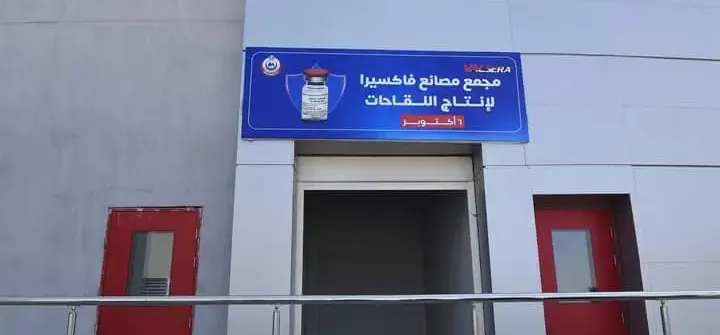 VACSERA
مجمع مصانع فاكسيرا
لإنتاج اللقاحات
٦ أكتوبر